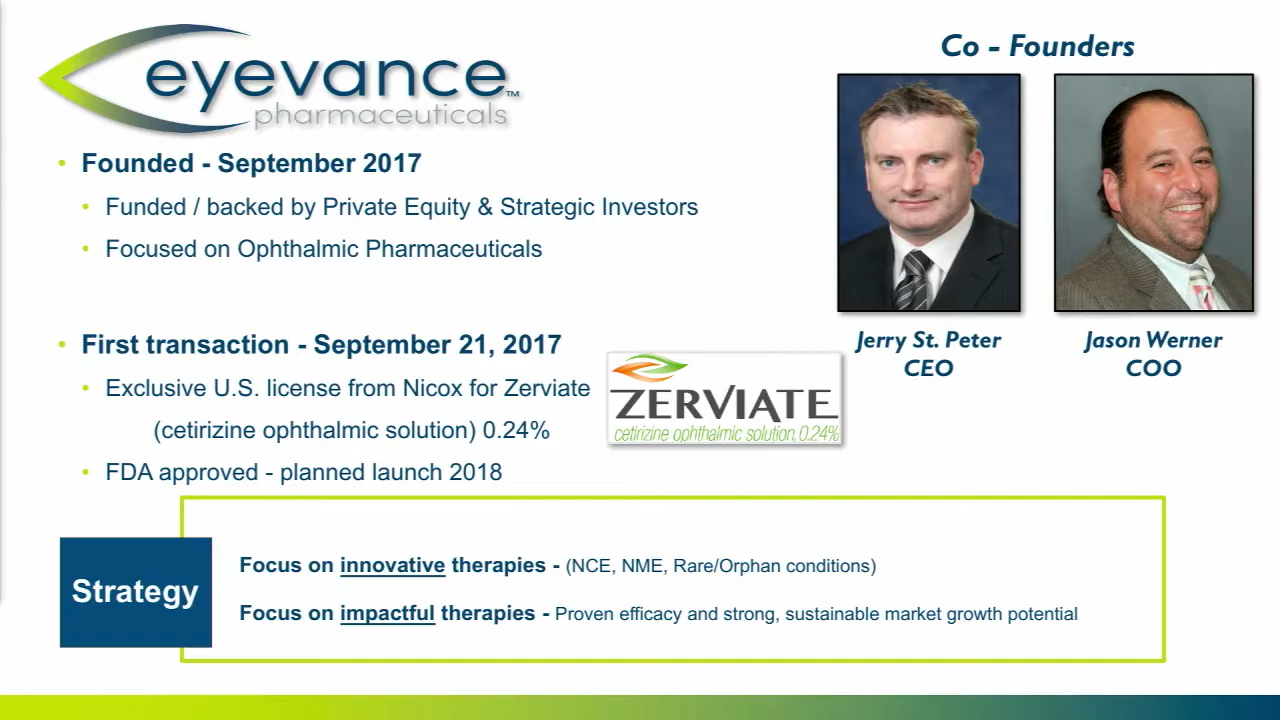 eyevance™
pharmaceuticals
Co - Founders
• Founded - September 2017
• Funded / backed by Private Equity & Strategic Investors
• Focused on Ophthalmic Pharmaceuticals
Jerry St. Peter
CEO
Jason Werner
COO
• First transaction - September 21, 2017
• Exclusive U.S. license from Nicox for Zerviate
(cetirizine ophthalmic solution) 0.24%
• FDA approved - planned launch 2018
ZERVIATE
cetirizine ophthalmic solution, 0.24%
Strategy
Focus on innovative therapies - (NCE, NME, Rare/Orphan conditions)
Focus on impactful therapies - Proven efficacy and strong, sustainable market growth potential